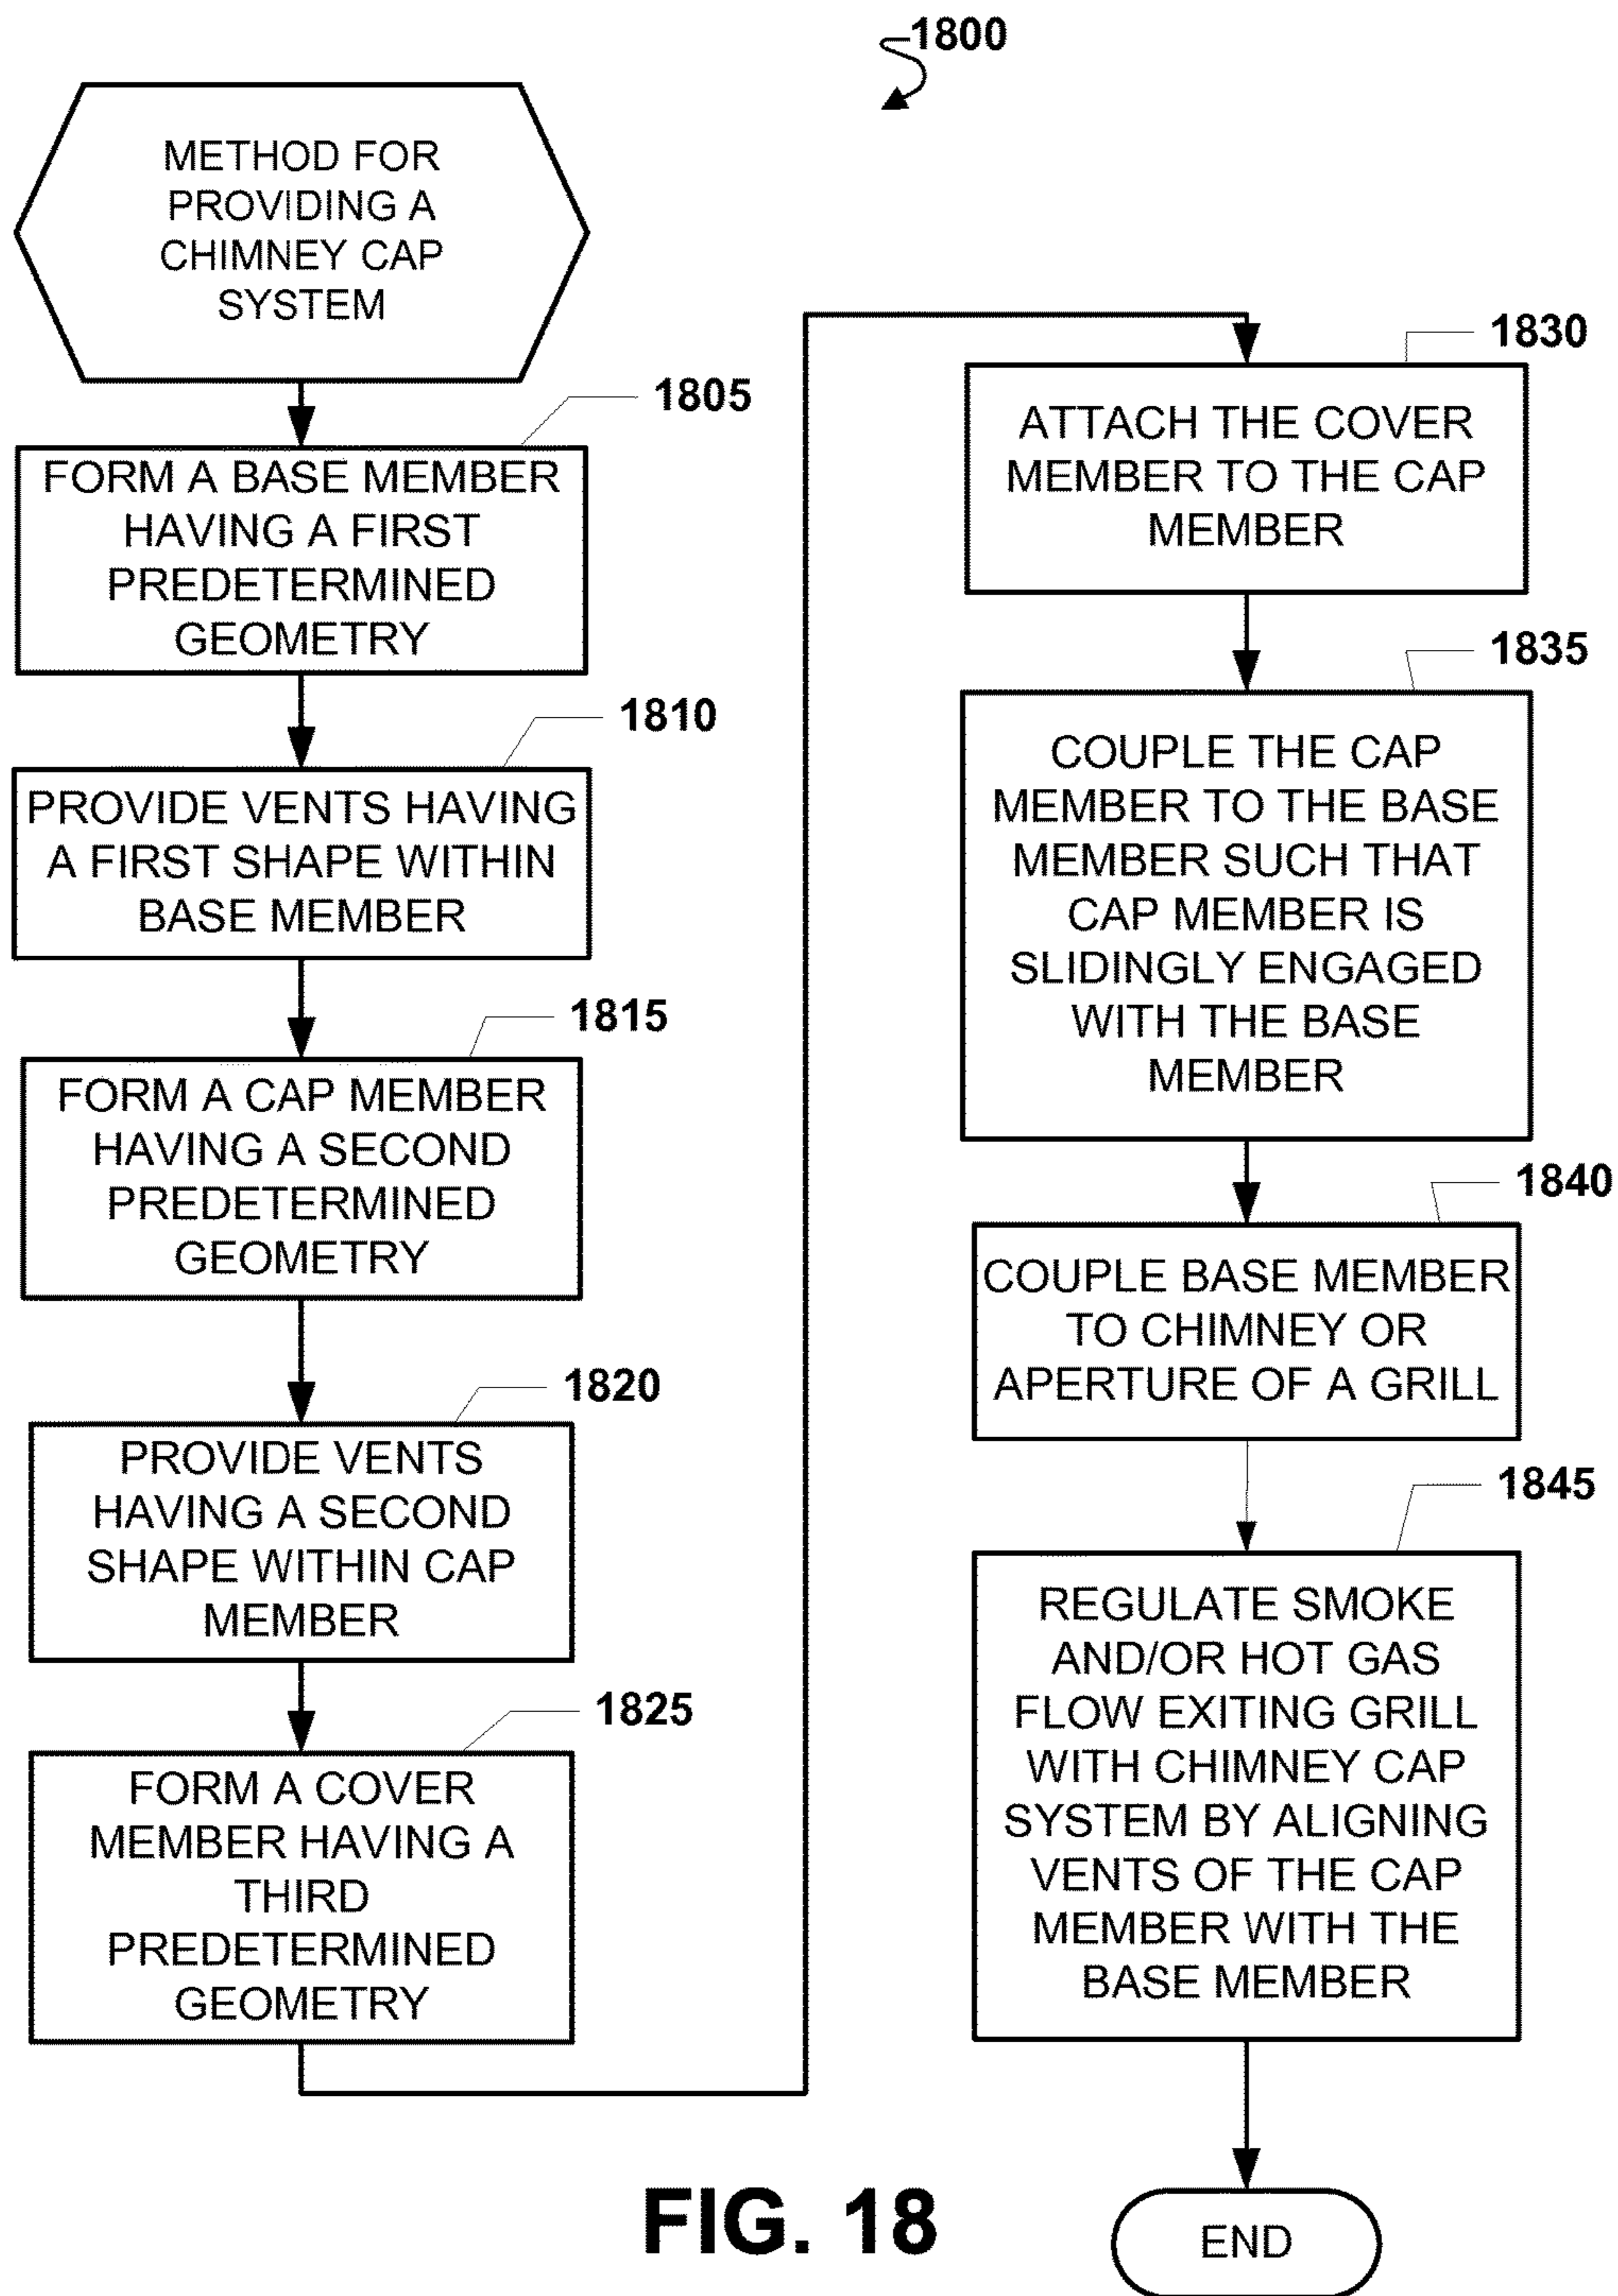 1800
METHOD FOR
PROVIDING A
CHIMNEY CAP
SYSTEM
1805
FORM A BASE MEMBER
HAVING A FIRST
PREDETERMINED
GEOMETRY
1810
PROVIDE VENTS HAVING
A FIRST SHAPE WITHIN
BASE MEMBER
1815
FORM A CAP MEMBER
HAVING A SECOND
PREDETERMINED
GEOMETRY
1820
PROVIDE VENTS
HAVING A SECOND
SHAPE WITHIN CAP
MEMBER
1825
FORM A COVER
MEMBER HAVING A
THIRD
PREDETERMINED
GEOMETRY
1830
ATTACH THE COVER
MEMBER TO THE CAP
MEMBER
1835
COUPLE THE CAP
MEMBER TO THE BASE
MEMBER SUCH THAT
CAP MEMBER IS
SLIDINGLY ENGAGED
WITH THE BASE
MEMBER
1840
COUPLE BASE MEMBER
TO CHIMNEY OR
APERTURE OF A GRILL
1845
REGULATE SMOKE
AND/OR HOT GAS
FLOW EXITING GRILL
WITH CHIMNEY CAP
SYSTEM BY ALIGNING
VENTS OF THE CAP
MEMBER WITH THE
BASE MEMBER
END
FIG. 18